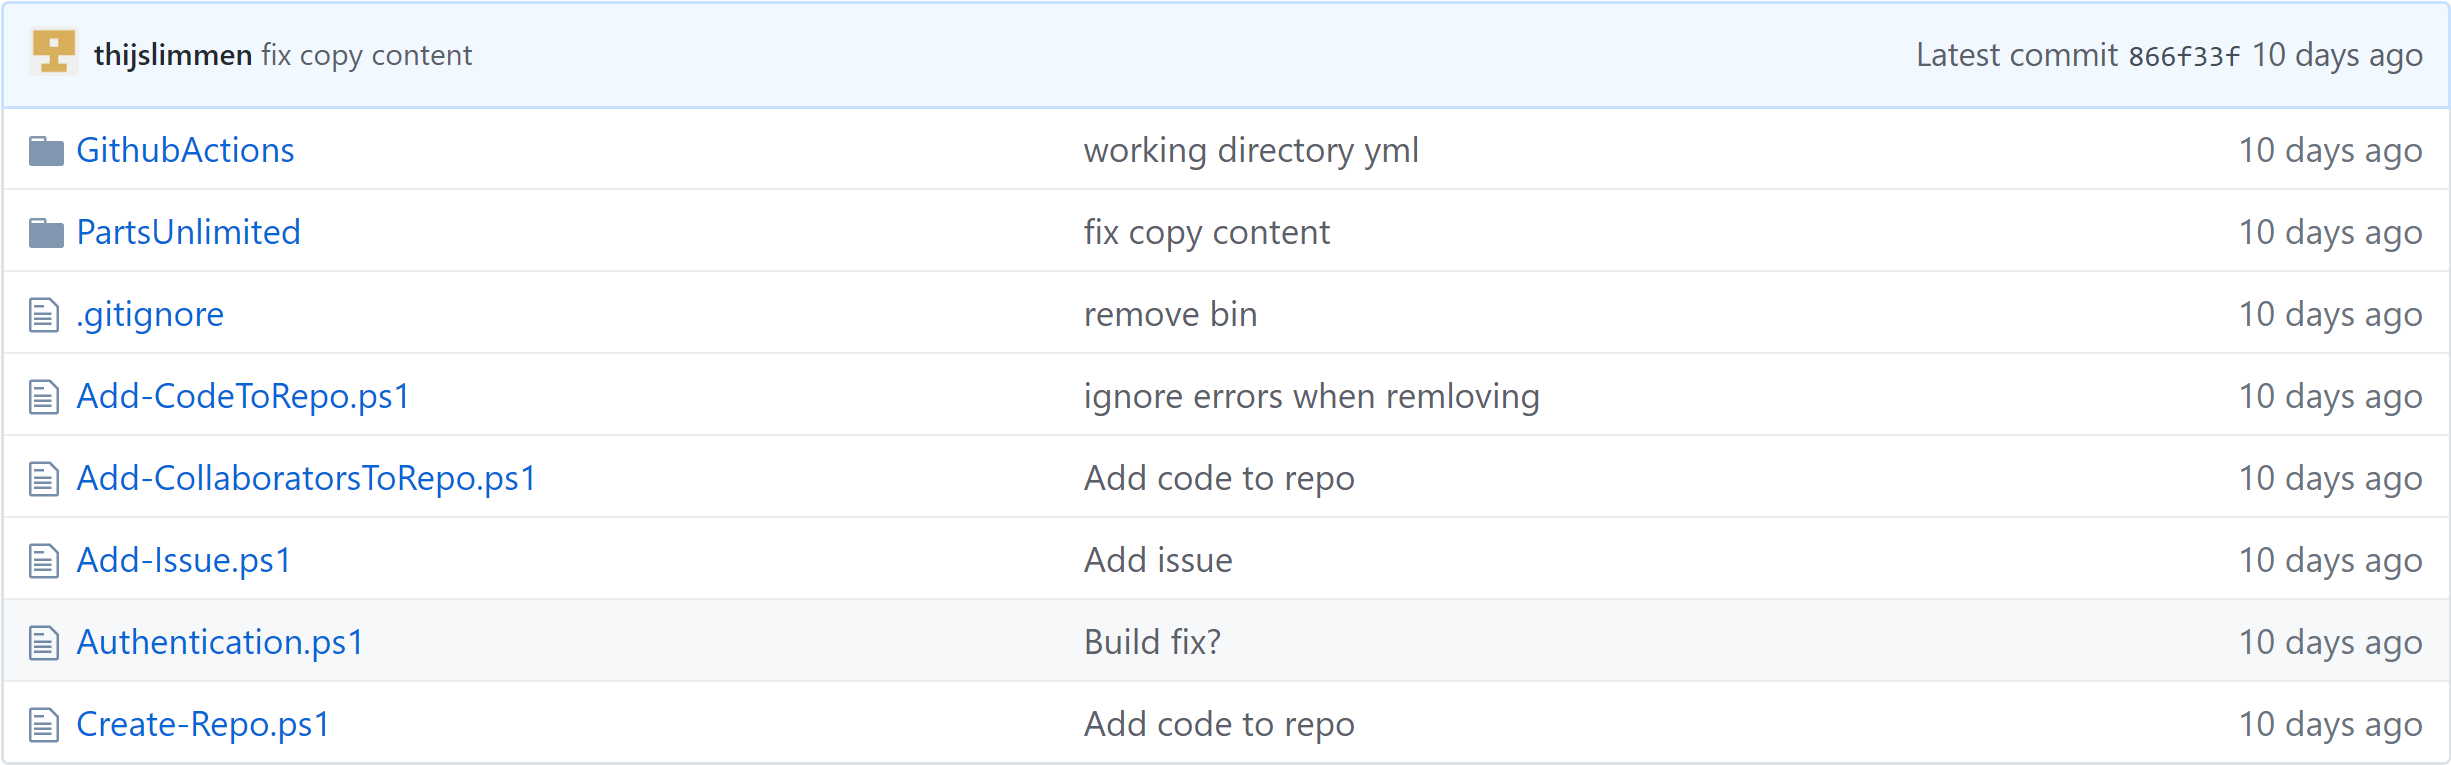 thijslimmen fix copy content Latest commit 866f33f 10 days ago
GithubActions working directory yml 10 days ago
PartsUnlimited fix copy content 10 days ago
.gitignore remove bin 10 days ago
Add-CodeToRepo.ps1 ignore errors when remloving 10 days ago
Add-CollaboratorsToRepo.ps1 Add code to repo 10 days ago
Add-Issue.ps1 Add issue 10 days ago
Authentication.ps1 Build fix? 10 days ago
Create-Repo.ps1 Add code to repo 10 days ago